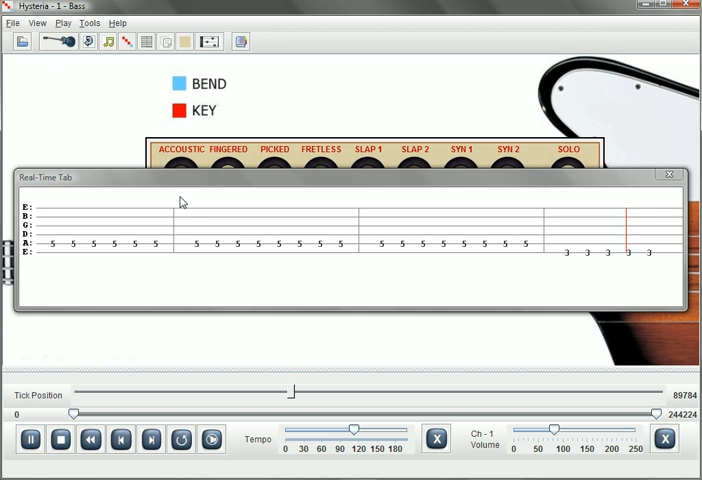 Hysteria - 1 - Bass
File View Play Tools Help
BEND
KEY
ACCOUSTIC FINGERED PICKED FRETLESS SLAP 1 SLAP 2 SYN 1 SYN 2 SOLO
Real-Time Tab
E:
B:
G:
D:
A: 5 5 5 5 5 5 5 5 5 5 5 5 5 5 5 5 5 5 5 5 5 5
E: 3 3 3 3 3
Tick Position 89784
0 244224
Tempo 0 30 60 90 120 150 180 X
Ch - 1
Volume 0 50 100 150 200 250 X